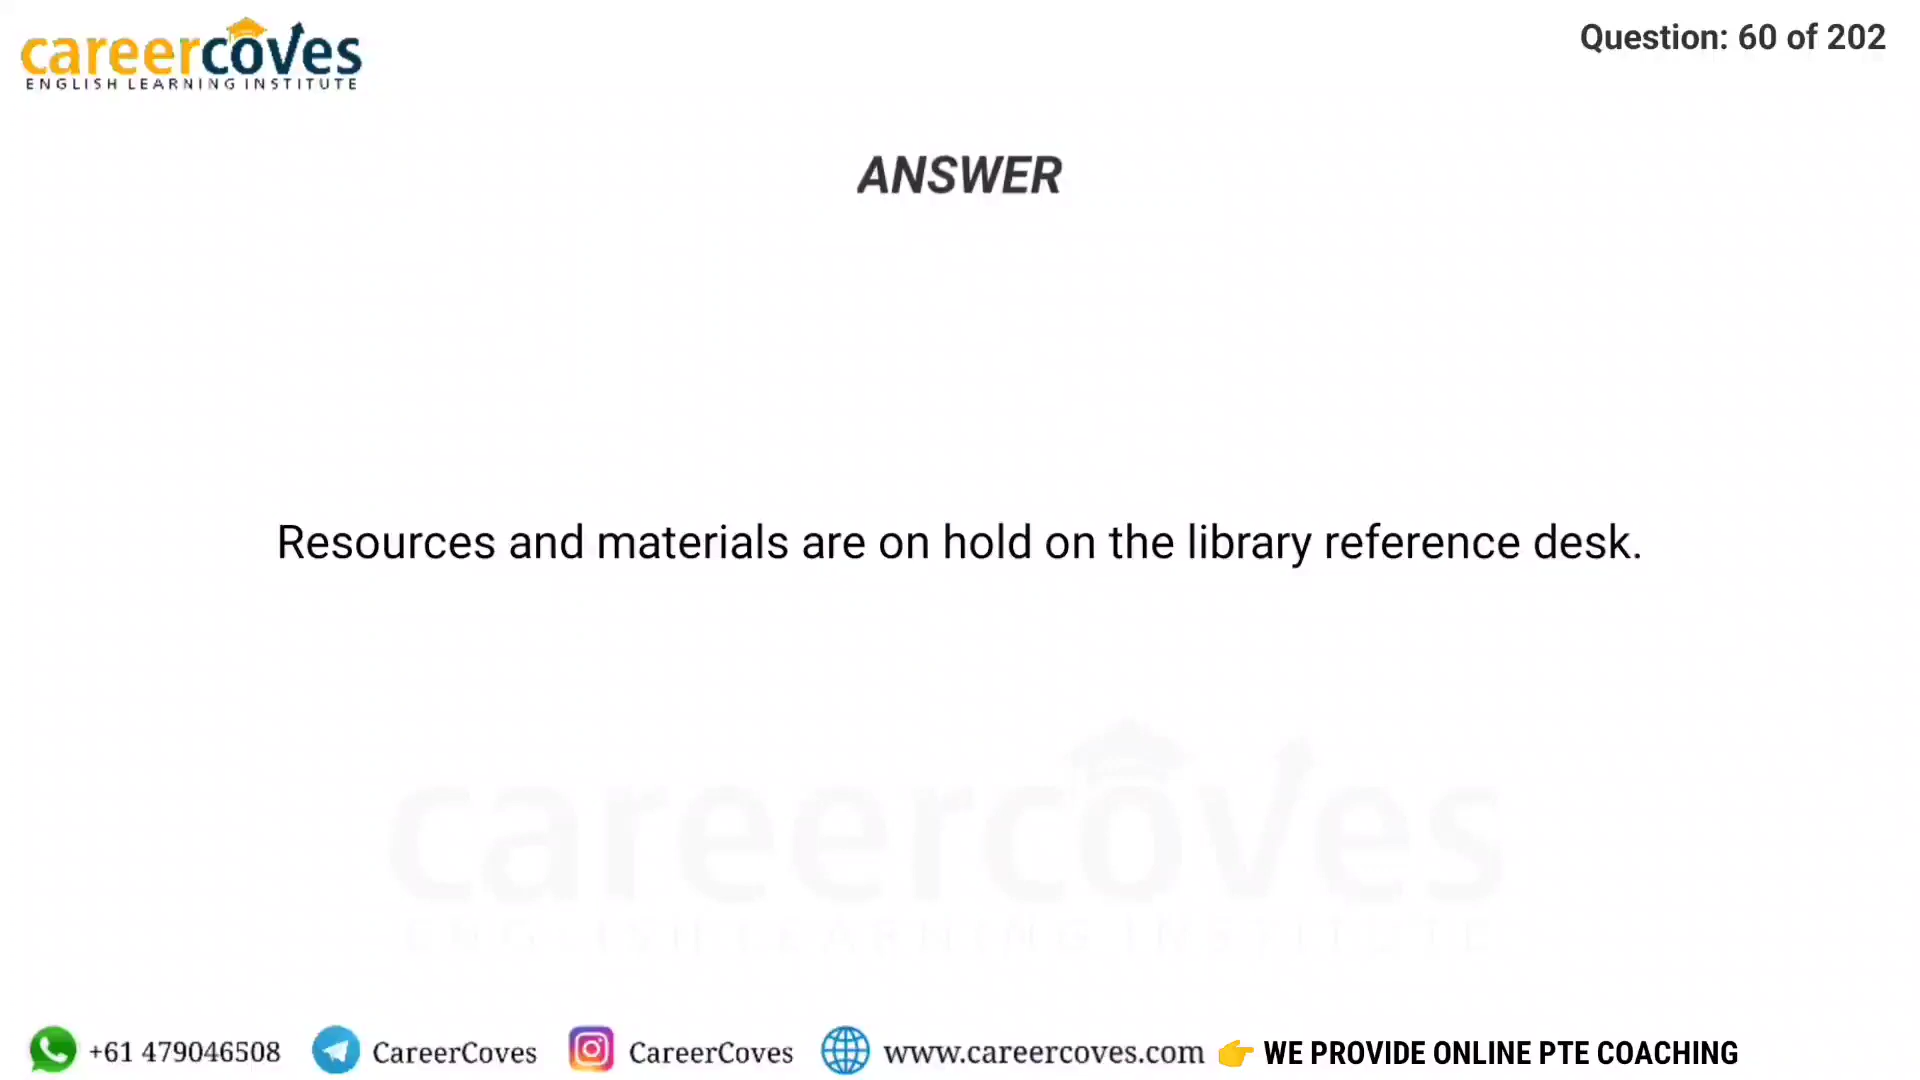 careercoves
ENGLISH LEARNING INSTITUTE
Question: 60 of 202
ANSWER
Resources and materials are on hold on the library reference desk.
careercoves
+61 479046508 CareerCoves CareerCoves www.careercoves.com WE PROVIDE ONLINE PTE COACHING